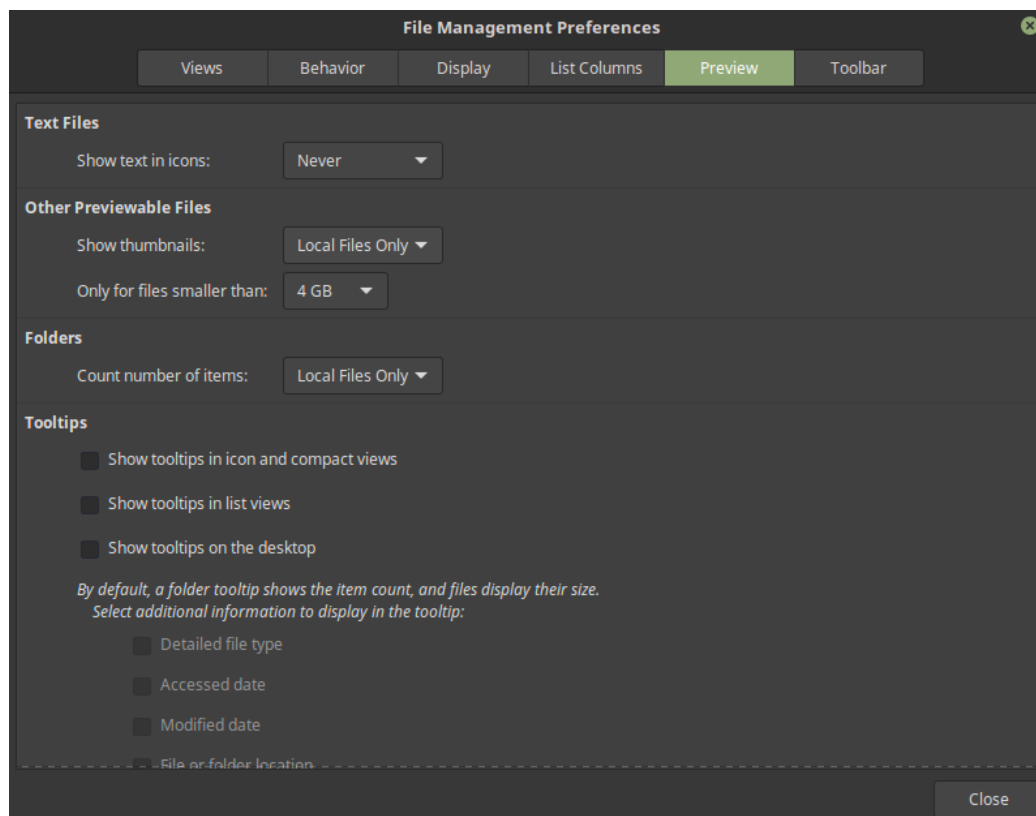 File Management Preferences
Views Behavior Display List Columns Preview Toolbar
Text Files
Show text in icons: Never
Other Previewable Files
Show thumbnails: Local Files Only
Only for files smaller than: 4 GB
Folders
Count number of items: Local Files Only
Tooltips
Show tooltips in icon and compact views
Show tooltips in list views
Show tooltips on the desktop
By default, a folder tooltip shows the item count, and files display their size.
Select additional information to display in the tooltip:
Detailed file type
Accessed date
Modified date
File or folder location
Close